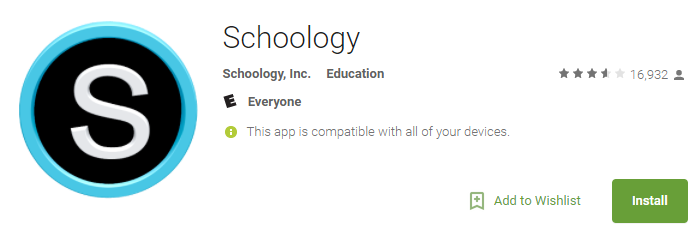 S
Schoology
Schoology, Inc. Education
16,932
E Everyone
This app is compatible with all of your devices.
Add to Wishlist
Install